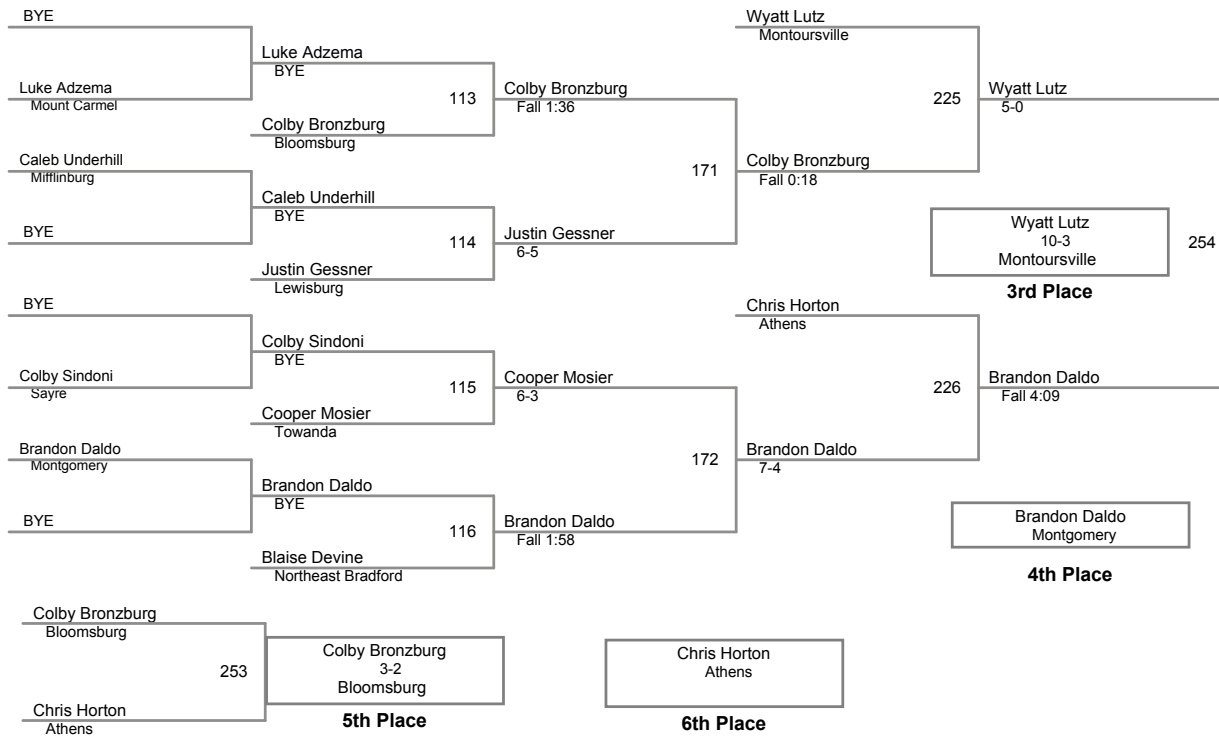 BYE
Luke Adzema
Mount Carmel
Caleb Underhill
Mifflinburg
BYE
BYE
Colby Sindoni
Sayre
Brandon Daldo
Montgomery
BYE
Luke Adzema
BYE
113
Colby Bronzburg
Bloomsburg
Caleb Underhill
BYE
114
Justin Gessner
Lewisburg
Colby Sindoni
BYE
115
Cooper Mosier
Towanda
Brandon Daldo
BYE
116
Blaise Devine
Northeast Bradford
Colby Bronzburg
Fall 1:36
171
Justin Gessner
6-5
Cooper Mosier
6-3
172
Brandon Daldo
Fall 1:58
Wyatt Lutz
Montoursville
225
Colby Bronzburg
Fall 0:18
Chris Horton
Athens
226
Brandon Daldo
7-4
Wyatt Lutz
5-0
Wyatt Lutz
10-3
Montoursville
254
3rd Place
Brandon Daldo
Fall 4:09
Brandon Daldo
Montgomery
4th Place
Colby Bronzburg
Bloomsburg
253
Chris Horton
Athens
Colby Bronzburg
3-2
Bloomsburg
5th Place
Chris Horton
Athens
6th Place